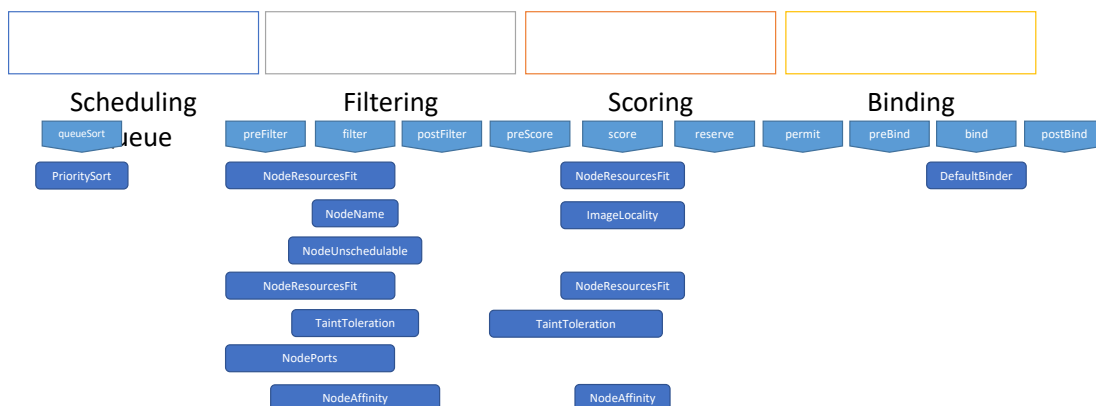 Scheduling
Queue
Filtering
Scoring
Binding
queueSort
preFilter
filter
postFilter
preScore
score
reserve
permit
preBind
bind
postBind
PrioritySort
NodeResourcesFit
NodeResourcesFit
DefaultBinder
NodeName
ImageLocality
NodeUnschedulable
NodeResourcesFit
NodeResourcesFit
TaintToleration
TaintToleration
NodePorts
NodeAffinity
NodeAffinity